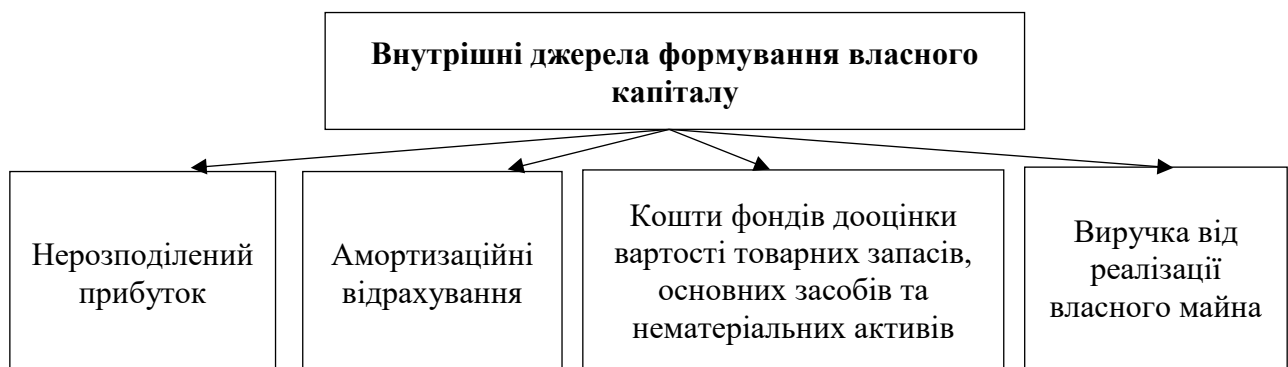 Внутрішні джерела формування власного
капіталу
Нерозподілений
прибуток
Амортизаційні
відрахування
Кошти фондів дооцінки
вартості товарних запасів,
основних засобів та
нематеріальних активів
Виручка від
реалізації
власного майна